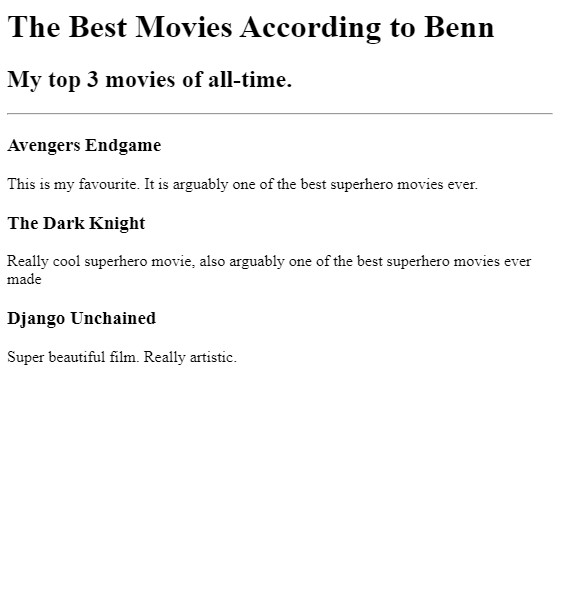 The Best Movies According to Benn
My top 3 movies of all-time.
Avengers Endgame
This is my favourite. It is arguably one of the best superhero movies ever.
The Dark Knight
Really cool superhero movie, also arguably one of the best superhero movies ever
made
Django Unchained
Super beautiful film. Really artistic.